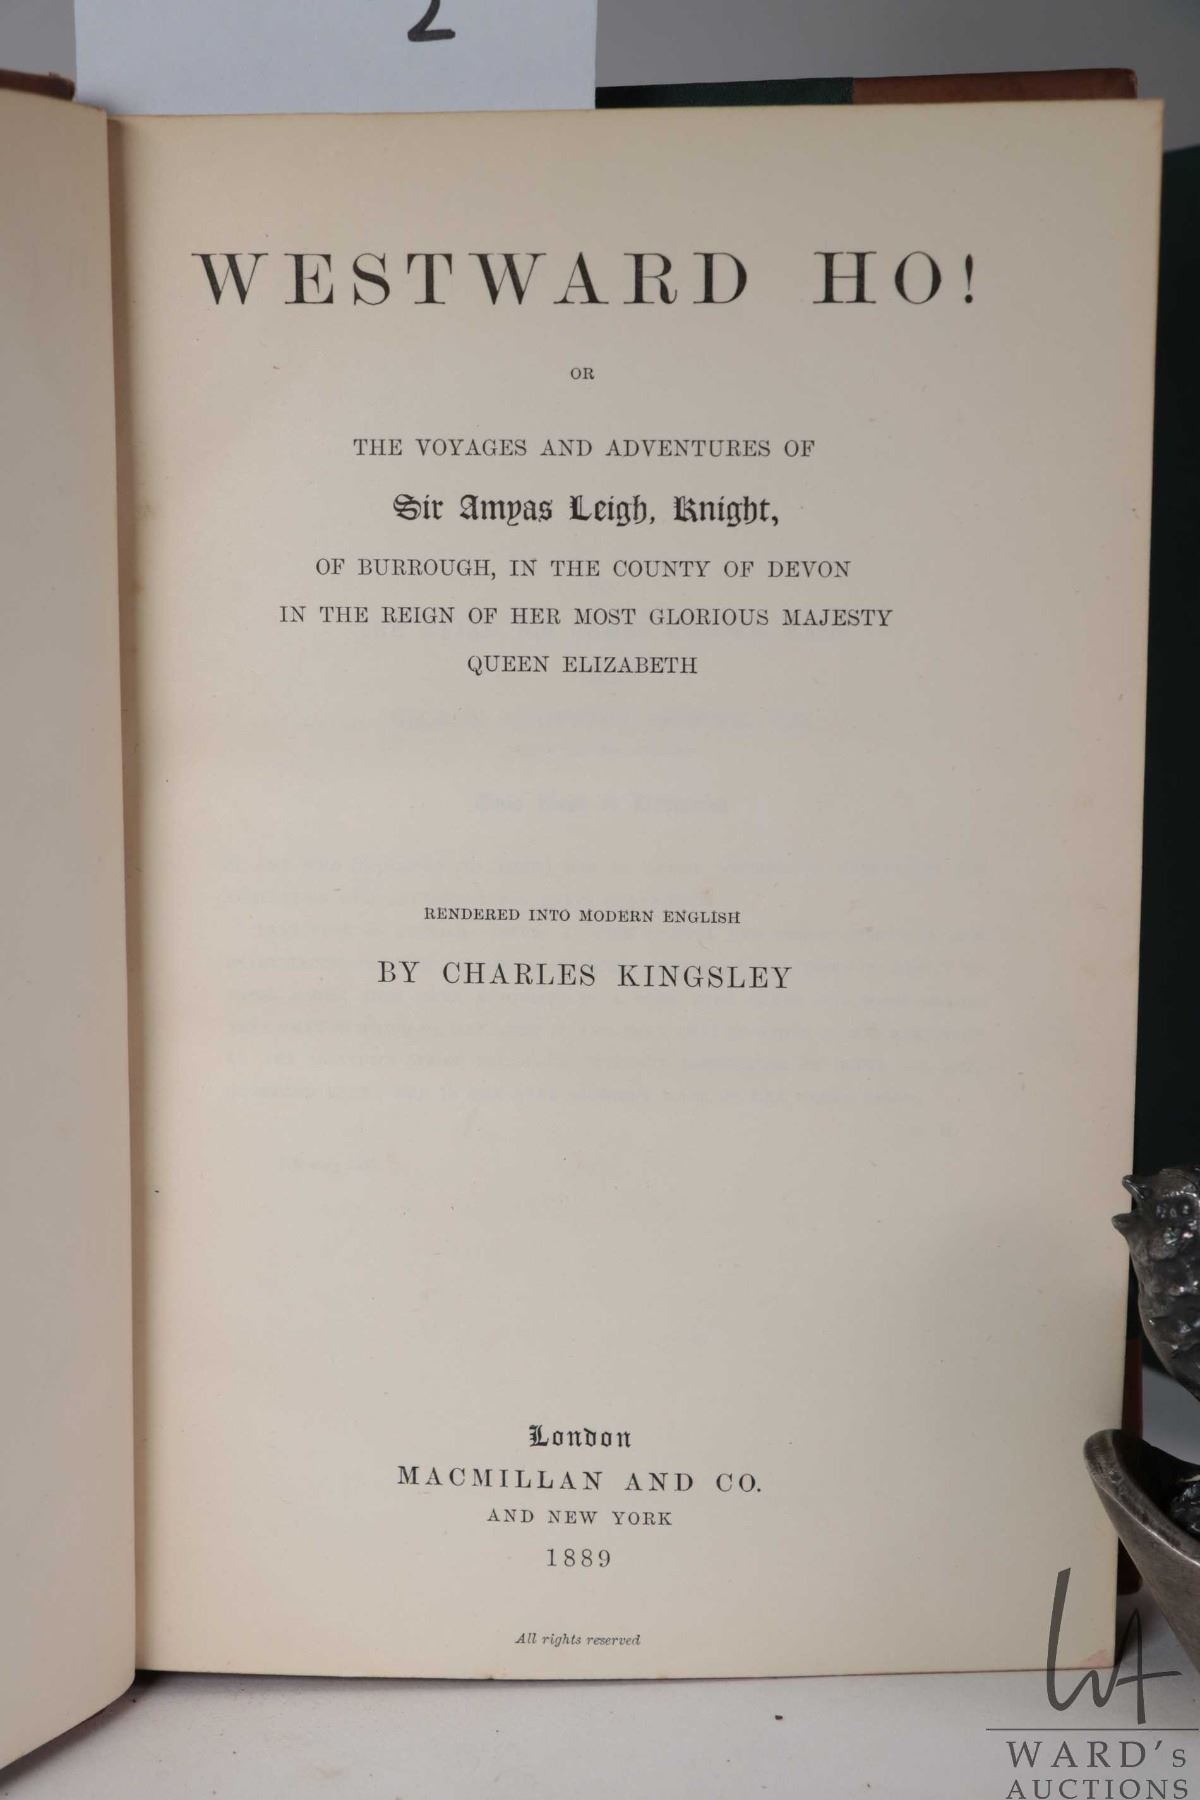 2
WESTWARD HO!
OR
THE VOYAGES AND ADVENTURES OF
Sir Amyas Leigh, Knight,
OF BURROUGH, IN THE COUNTY OF DEVON
IN THE REIGN OF HER MOST GLORIOUS MAJESTY
QUEEN ELIZABETH
RENDERED INTO MODERN ENGLISH
BY CHARLES KINGSLEY
London
MACMILLAN AND CO.
AND NEW YORK
1889
All rights reserved
WA
WARD's
AUCTIONS